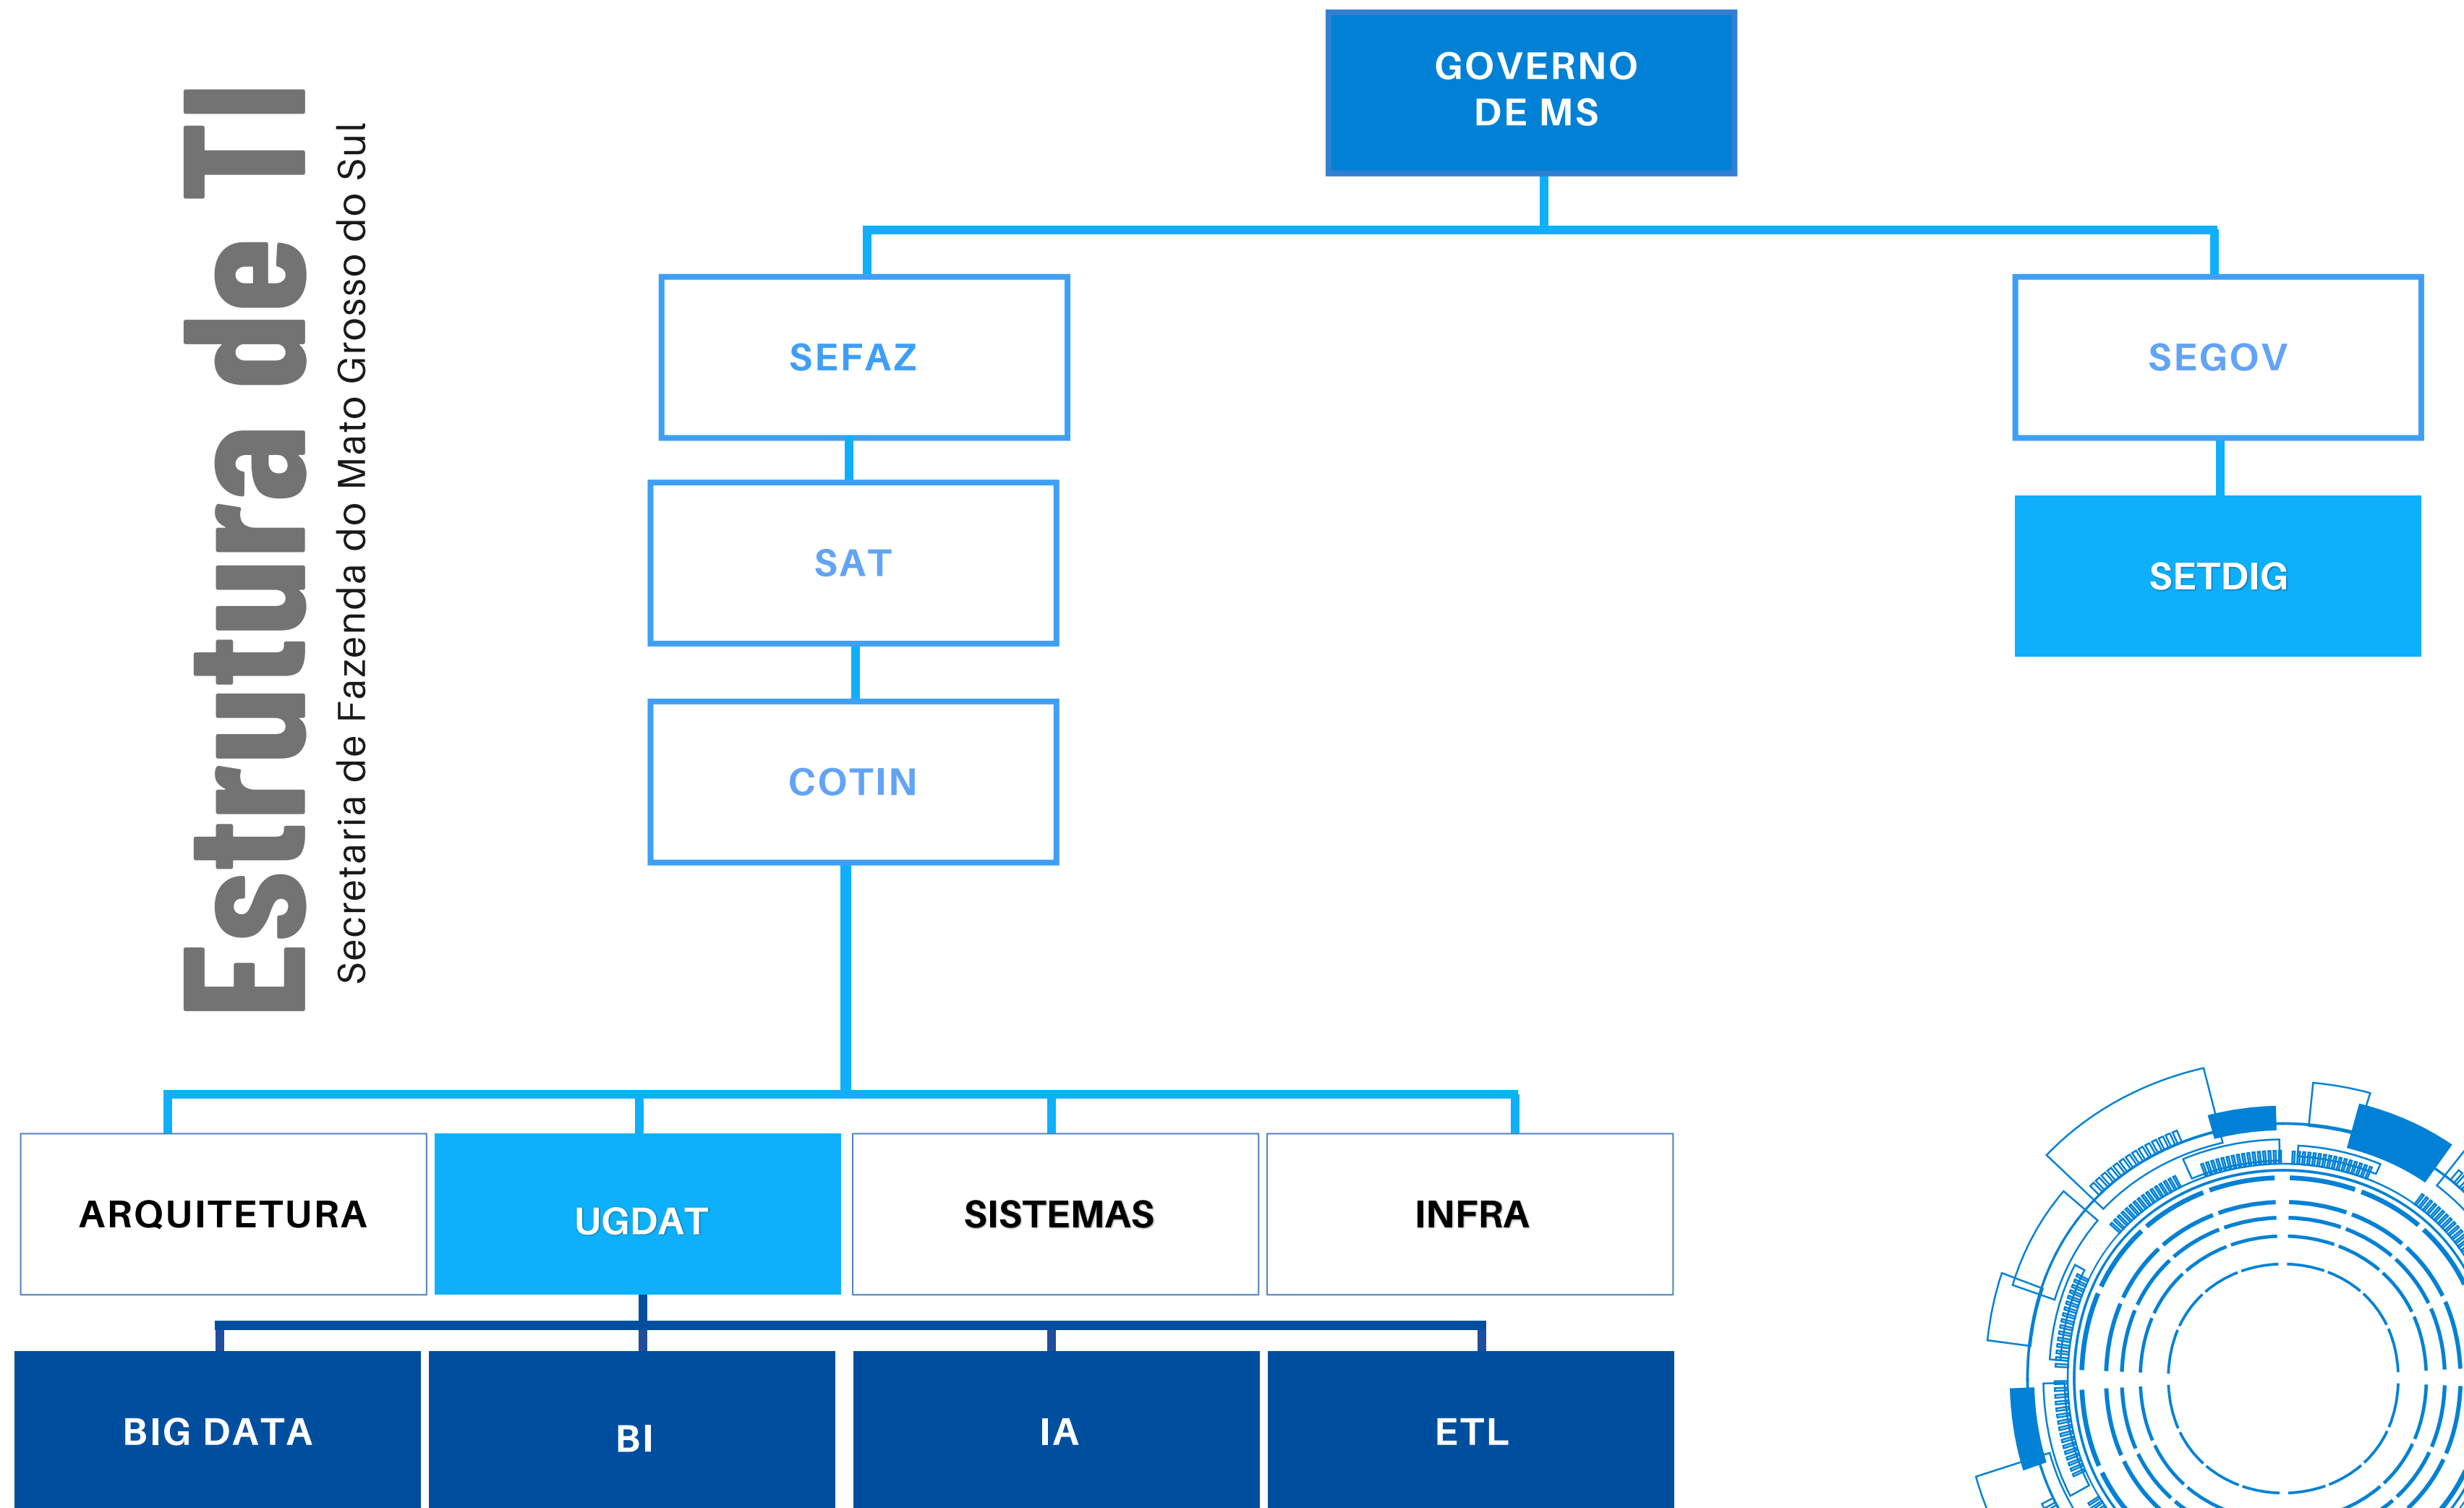 Estrutura de TI
Secretaria de Fazenda do Mato Grosso do Sul
GOVERNO
DE MS
SEFAZ
SEGOV
SAT
SETDIG
COTIN
ARQUITETURA
UGDAT
SISTEMAS
INFRA
BIG DATA
BI
IA
ETL